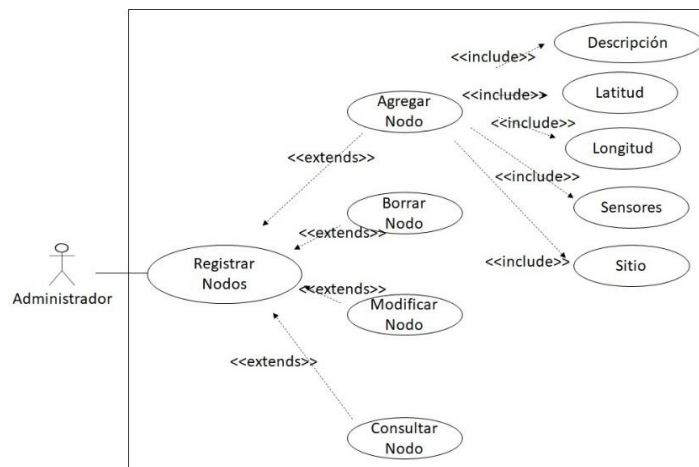 <<include>>
Descripción
<<include>>
Latitud
Agregar
Nodo
<<include>>
Longitud
<<extends>>
<<include>>
Borrar
Nodo
Sensores
<<extends>>
Registrar
Nodos
<<include>>
Sitio
Administrador
<<extends>>
Modificar
Nodo
<<extends>>
Consultar
Nodo